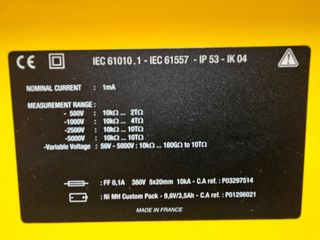 CE IEC 61010.1 - IEC 61557 - IP 53 - IK 04
NOMINAL CURRENT : 1mA
MEASUREMENT RANGE :
- 500V : 10kΩ ... 2TΩ
-1000V : 10kΩ ... 4TΩ
-2500V : 10kΩ ... 10TΩ
-5000V : 10kΩ ... 10TΩ
-Variable Voltage : 50V - 5000V : 10kΩ ... 160GΩ to 10TΩ
: FF 0,1A 380V 5x20mm 10kA - C.A ref. : P03297514
: Ni MH Custom Pack - 9,6V/3,5Ah - C.A ref : P01296021
MADE IN FRANCE